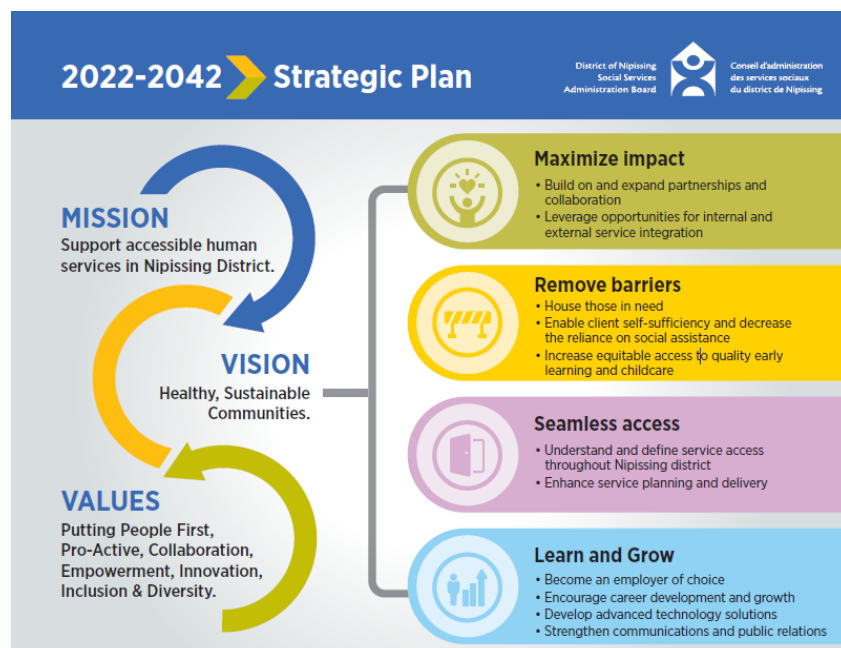 2022-2042 Strategic Plan
District of Nipissing
Social Services
Administration Board
Conseil d'administration
des services sociaux
du district de Nipissing
MISSION
Support accessible human
services in Nipissing District.
VISION
Healthy, Sustainable
Communities.
VALUES
Putting People First,
Pro-Active, Collaboration,
Empowerment, Innovation,
Inclusion & Diversity.
Maximize impact
• Build on and expand partnerships and
collaboration
• Leverage opportunities for internal and
external service integration
Remove barriers
• House those in need
• Enable client self-sufficiency and decrease
the reliance on social assistance
• Increase equitable access to quality early
learning and childcare
Seamless access
• Understand and define service access
throughout Nipissing district
• Enhance service planning and delivery
Learn and Grow
• Become an employer of choice
• Encourage career development and growth
• Develop advanced technology solutions
• Strengthen communications and public relations